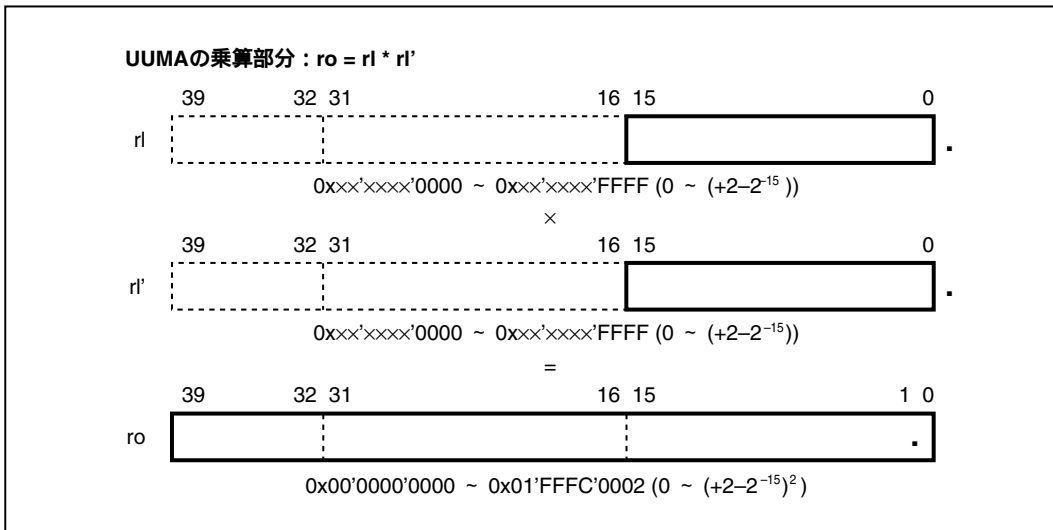 UUMAの乗算部分：ro = rl * rl’
39 32 31 16 15 0
rl .
0x××’××××’0000 ~ 0x××’××××’FFFF (0 ~ (+2–2⁻¹⁵ ))
×
39 32 31 16 15 0
rl’ .
0x××’××××’0000 ~ 0x××’××××’FFFF (0 ~ (+2–2⁻¹⁵))
=
39 32 31 16 15 1 0
ro .
0x00’0000’0000 ~ 0x01’FFFC’0002 (0 ~ (+2–2⁻¹⁵)² )